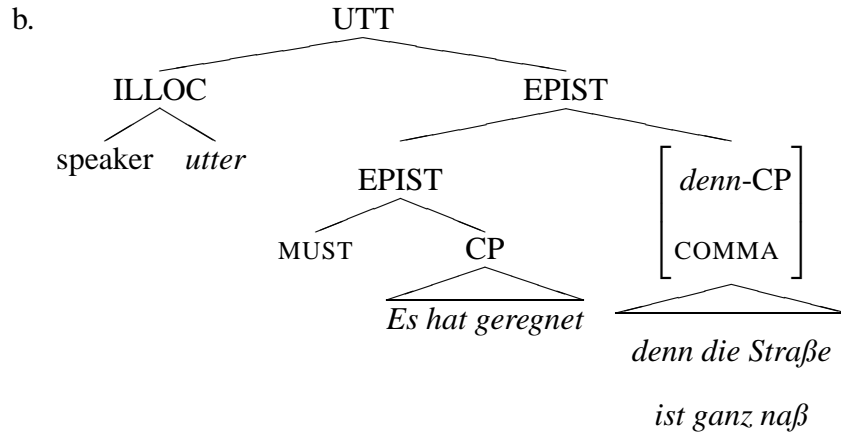 b. UTT
ILLOC EPIST
speaker utter
EPIST denn-CP
MUST CP COMMA
Es hat geregnet
denn die Straße
ist ganz naß